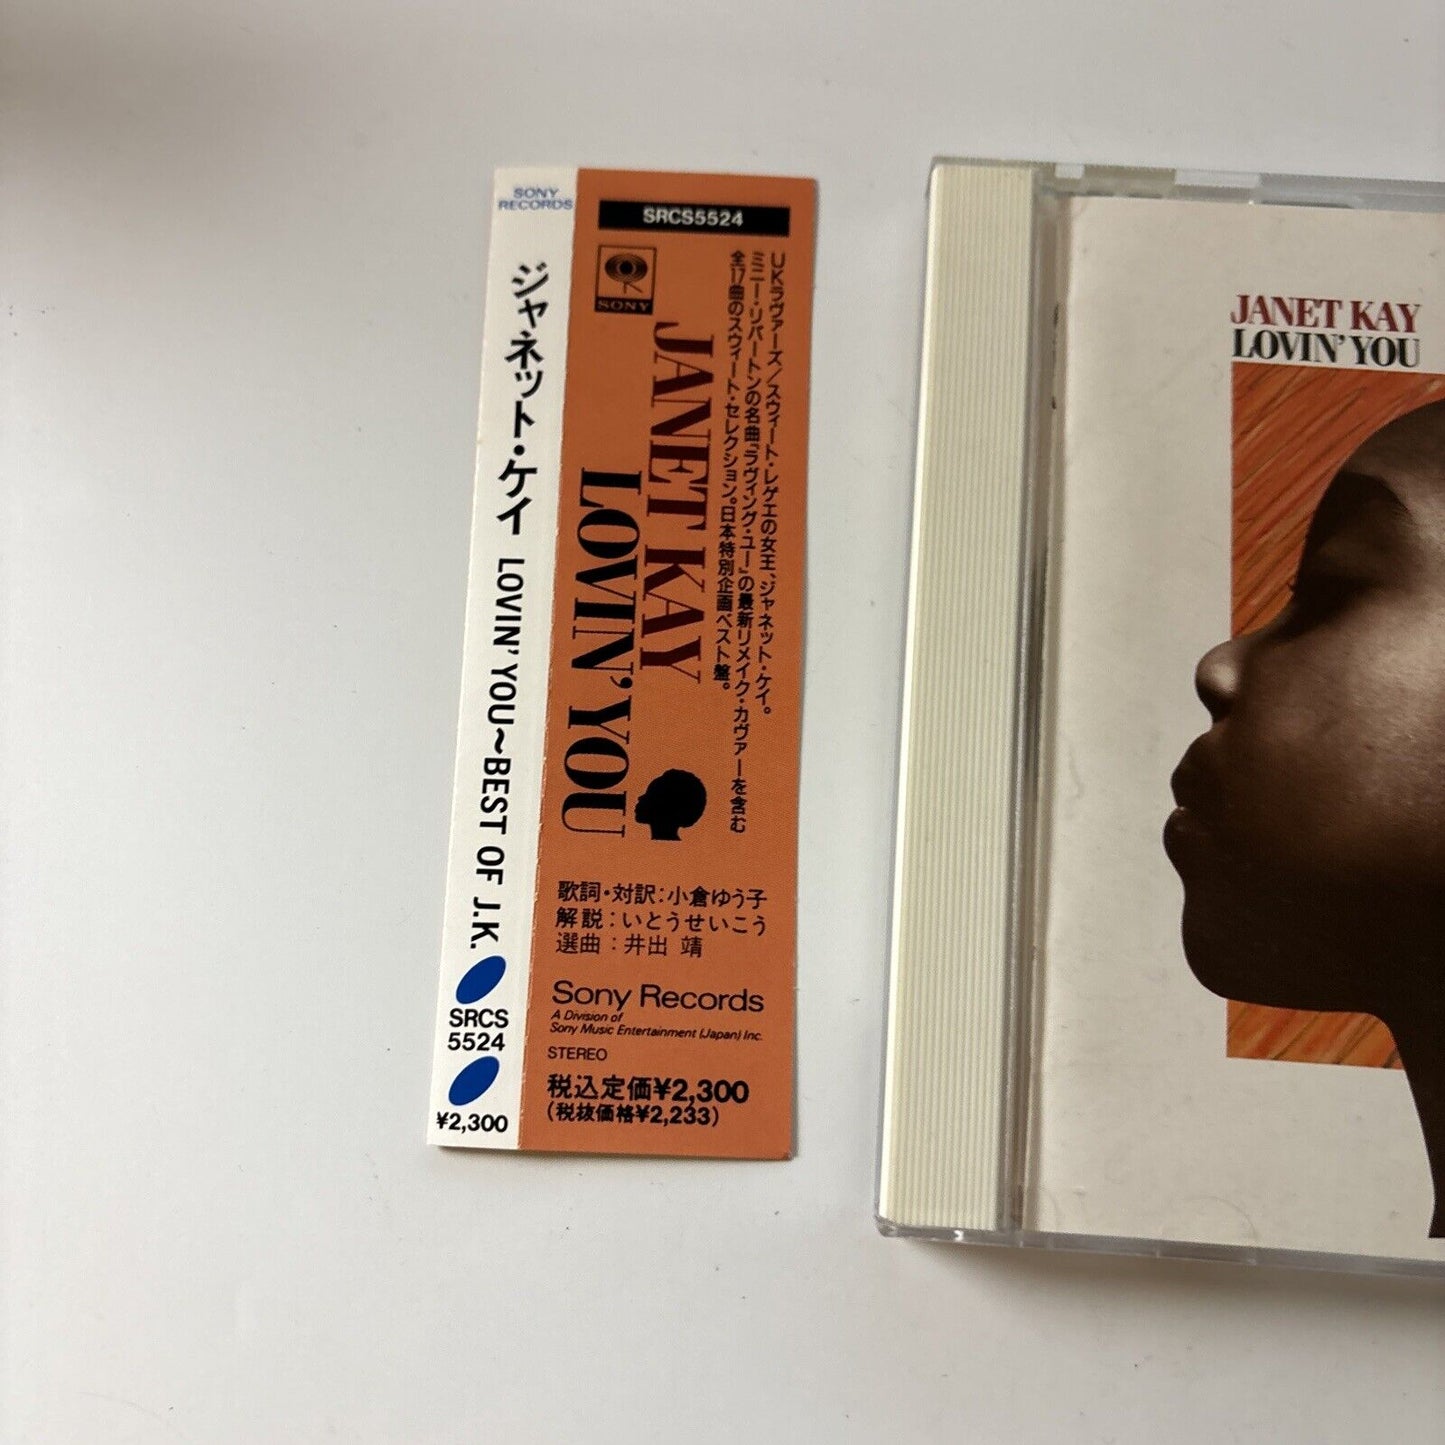 SONY
RECORDS
ジャネット・ケイ LOVIN' YOU~BEST OF J.K.
SRCS
5524
¥2,300
SRCS5524
SONY
UKラヴァーズ/スウィート・レゲエの女王、ジャネット・ケイ。
ミニー・リパートンの名曲「ラヴィング・ユー」の最新リメイク・カヴァーを含む
全17曲のスウィート・セレクション。日本特別企画ベスト盤。
JANET KAY
LOVIN' YOU
歌詞・対訳:小倉ゆう子
解説:いとうせいこう
選曲:井出 靖
Sony Records
A Division of
Sony Music Entertainment (Japan) Inc.
STEREO
税込定価¥2,300
(税抜価格¥2,233)
JANET KAY
LOVIN' YOU